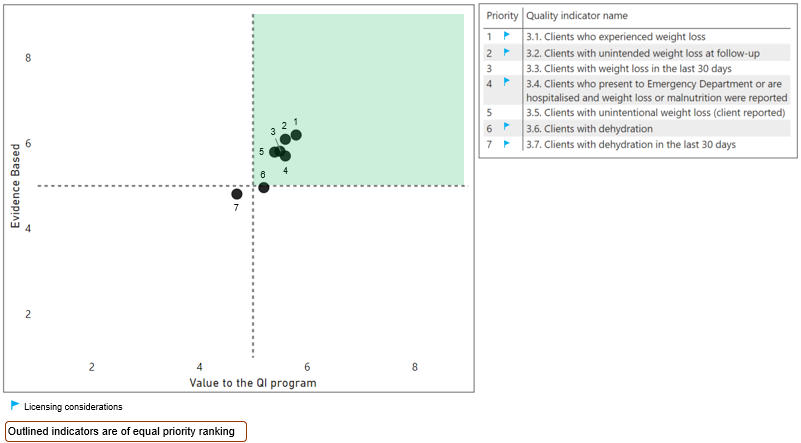 Priority Quality indicator name
1 3.1. Clients who experienced weight loss
2 3.2. Clients with unintended weight loss at follow-up
3 3.3. Clients with weight loss in the last 30 days
4 3.4. Clients who present to Emergency Department or are
hospitalised and weight loss or malnutrition were reported
5 3.5. Clients with unintentional weight loss (client reported)
6 3.6. Clients with dehydration
7 3.7. Clients with dehydration in the last 30 days
Evidence Based
8
6
4
2
1
2
3
5
4
6
7
2 4 6 8
Value to the QI program
Licensing considerations
Outlined indicators are of equal priority ranking